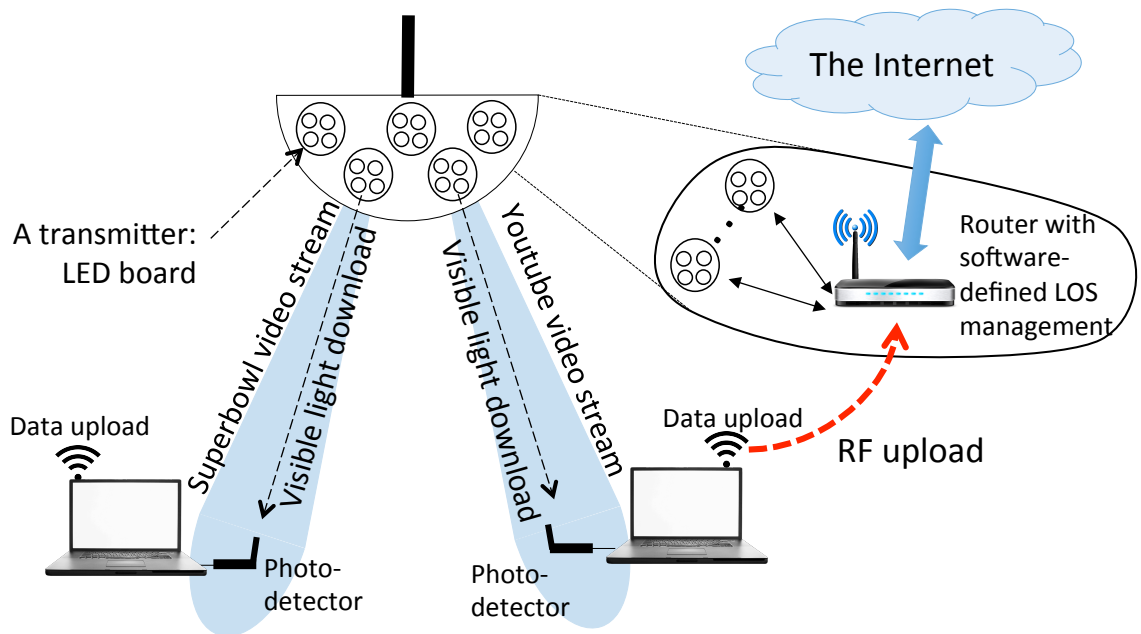 The Internet
A transmitter:
LED board
Router with
software-
defined LOS
management
Superbowl video stream
Visible light download
Visible light download
Youtube video stream
Data upload
Data upload
RF upload
Photo-
detector
Photo-
detector